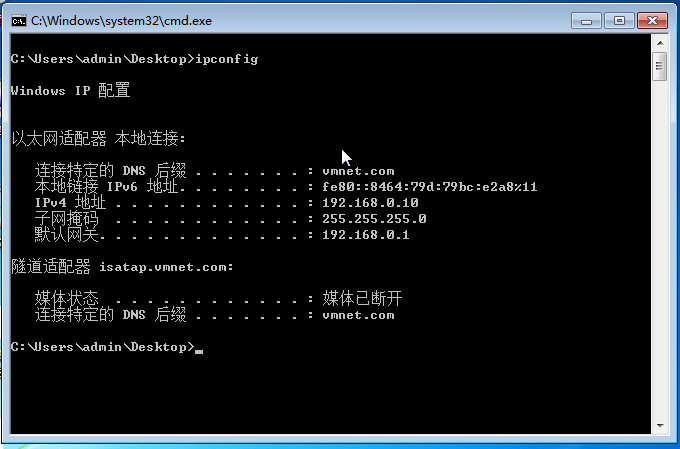 C:\Windows\system32\cmd.exe
C:\Users\admin\Desktop>ipconfig
Windows IP 配置
以太网适配器 本地连接:
连接特定的 DNS 后缀 . . . . . . . : vmnet.com
本地链接 IPv6 地址. . . . . . . . : fe80::8464:79d:79bc:e2a8%11
IPv4 地址 . . . . . . . . . . . . : 192.168.0.10
子网掩码  . . . . . . . . . . . . : 255.255.255.0
默认网关. . . . . . . . . . . . . : 192.168.0.1
隧道适配器 isatap.vmnet.com:
媒体状态  . . . . . . . . . . . . : 媒体已断开
连接特定的 DNS 后缀 . . . . . . . : vmnet.com
C:\Users\admin\Desktop>